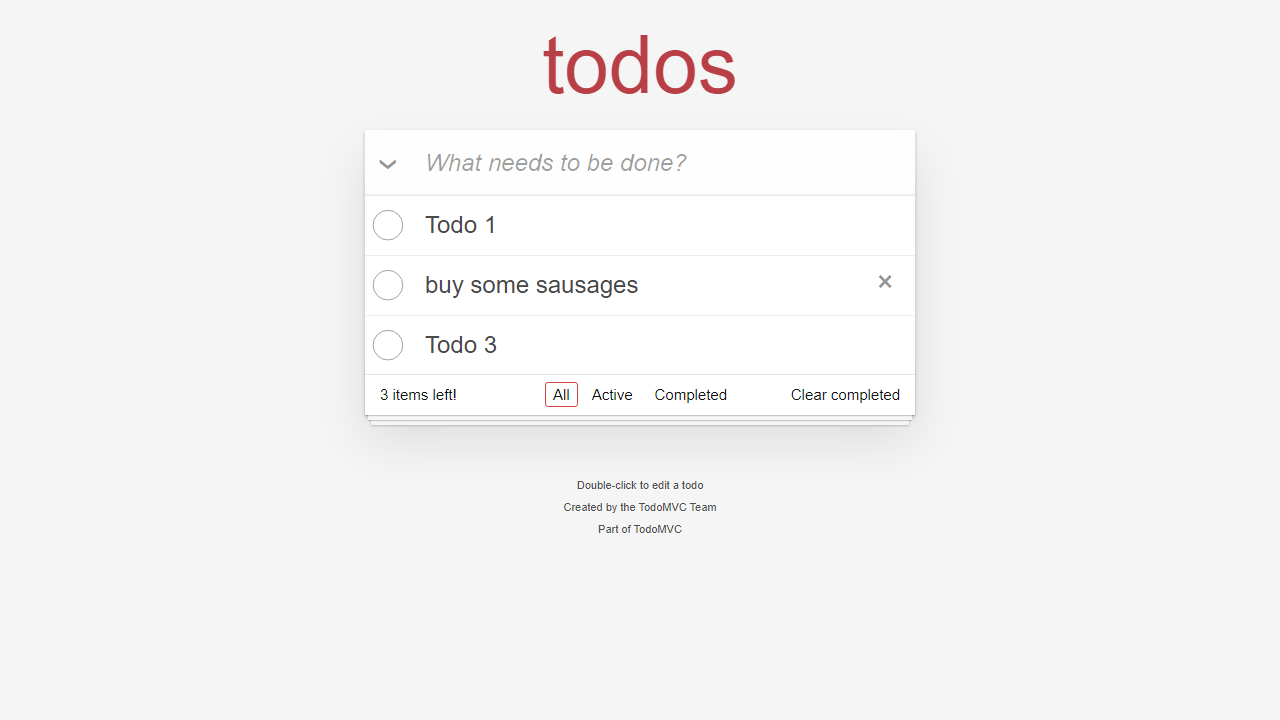 todos
What needs to be done?
Todo 1
buy some sausages ×
Todo 3
3 items left! All Active Completed Clear completed
Double-click to edit a todo
Created by the TodoMVC Team
Part of TodoMVC